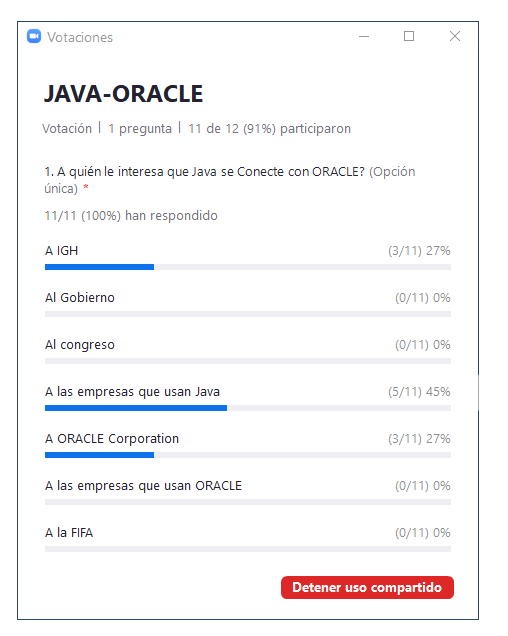 Votaciones
JAVA-ORACLE
Votación | 1 pregunta | 11 de 12 (91%) participaron
1. A quién le interesa que Java se Conecte con ORACLE? (Opción
única) *
11/11 (100%) han respondido
A IGH (3/11) 27%
Al Gobierno (0/11) 0%
Al congreso (0/11) 0%
A las empresas que usan Java (5/11) 45%
A ORACLE Corporation (3/11) 27%
A las empresas que usan ORACLE (0/11) 0%
A la FIFA (0/11) 0%
Detener uso compartido